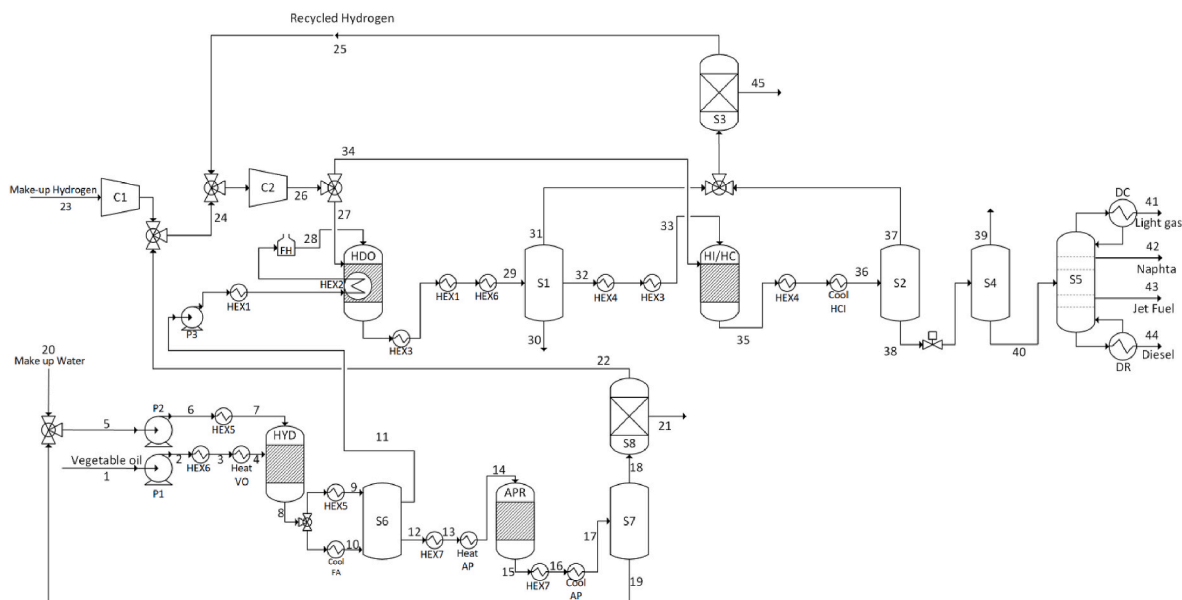 Recycled Hydrogen
25
45
S3
34
C1
Make-up Hydrogen
23
24
C2
26
27
28
FH
HDO
HEX2
31
33
37
39
DC
41
Light gas
42
Naphta
43
Jet Fuel
44
Diesel
DR
S5
HEX1
P3
HEX3
HEX1
HEX6
29
S1
30
32
HEX4
HEX3
HI/HC
35
HEX4
Cool
HCI
36
S2
38
S4
40
20
Make up Water
22
5
P2
6
HEX5
7
HYD
11
S8
21
Vegetable oil
1
P1
2
HEX6
3
Heat
VO
4
8
HEX5
9
Cool
FA
10
S6
12
HEX7
13
Heat
AP
14
APR
15
HEX7
16
Cool
AP
17
18
S7
19